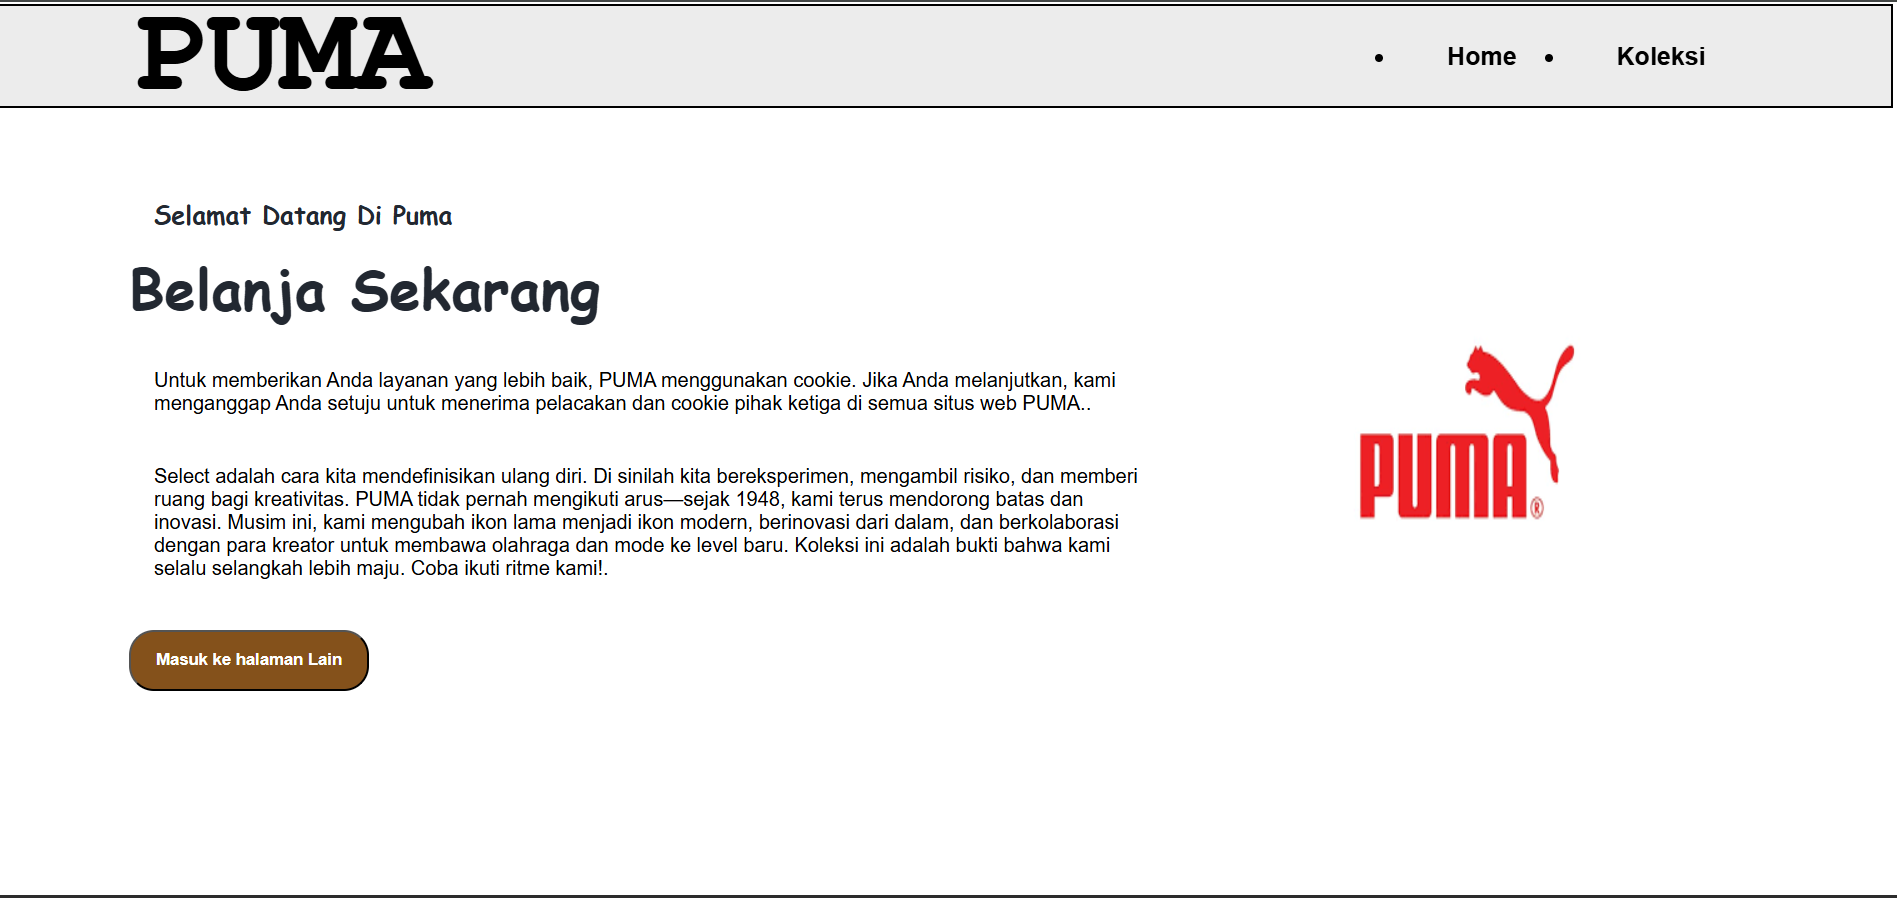 PUMA
• Home • Koleksi
Selamat Datang Di Puma
Belanja Sekarang
Untuk memberikan Anda layanan yang lebih baik, PUMA menggunakan cookie. Jika Anda melanjutkan, kami
menganggap Anda setuju untuk menerima pelacakan dan cookie pihak ketiga di semua situs web PUMA..
Select adalah cara kita mendefinisikan ulang diri. Di sinilah kita bereksperimen, mengambil risiko, dan memberi
ruang bagi kreativitas. PUMA tidak pernah mengikuti arus—sejak 1948, kami terus mendorong batas dan
inovasi. Musim ini, kami mengubah ikon lama menjadi ikon modern, berinovasi dari dalam, dan berkolaborasi
dengan para kreator untuk membawa olahraga dan mode ke level baru. Koleksi ini adalah bukti bahwa kami
selalu selangkah lebih maju. Coba ikuti ritme kami!.
Masuk ke halaman Lain
PUMA®